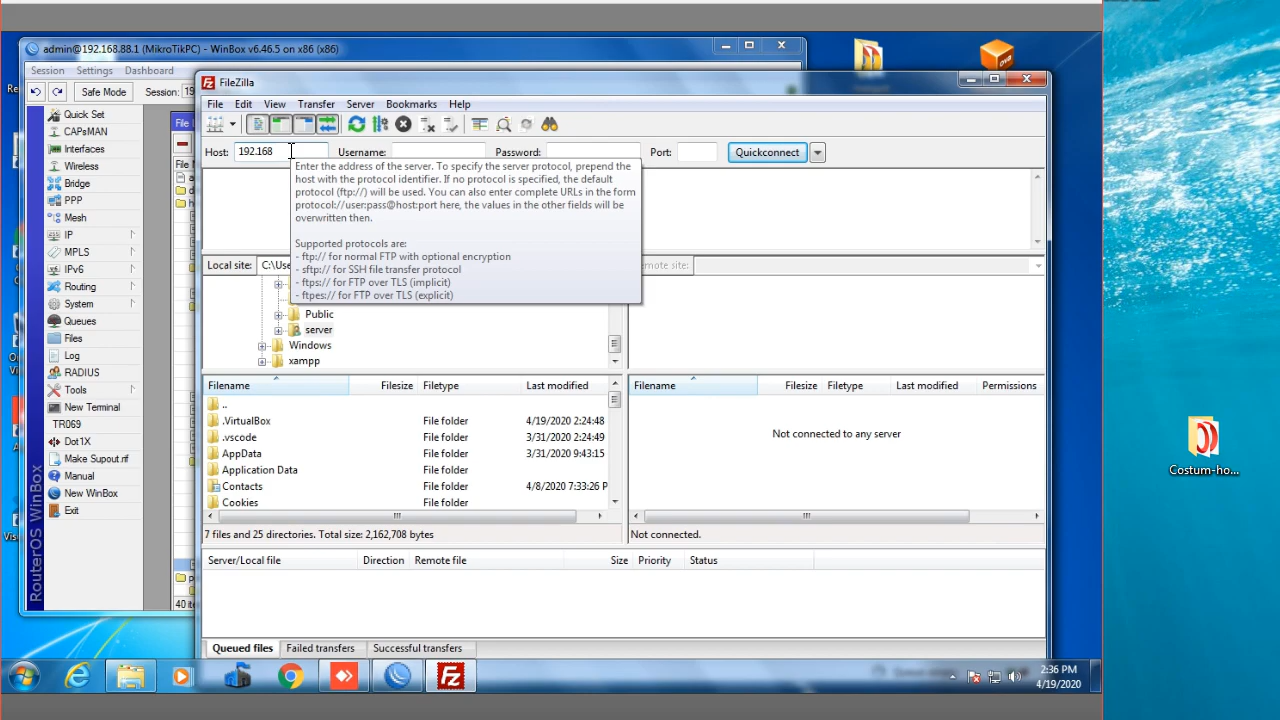 admin@192.168.88.1 (MikroTikPC) - WinBox v6.46.5 on x86 (x86)
Session Settings Dashboard
Safe Mode Session: 19
Quick Set
CAPsMAN
Interfaces
Wireless
Bridge
PPP
Mesh
IP
MPLS
IPv6
Routing
System
Queues
Files
Log
RADIUS
Tools
New Terminal
TR069
Dot1X
Make Supout.rif
Manual
New WinBox
Exit
RouterOS WinBox
FileZilla
File Edit View Transfer Server Bookmarks Help
Host: 192.168 Username: Password: Port: Quickconnect
Enter the address of the server. To specify the server protocol, prepend the
host with the protocol identifier. If no protocol is specified, the default
protocol (ftp://) will be used. You can also enter complete URLs in the form
protocol://user:pass@host:port here, the values in the other fields will be
overwritten then.
Supported protocols are:
- ftp:// for normal FTP with optional encryption
- sftp:// for SSH file transfer protocol
- ftps:// for FTP over TLS (implicit)
- ftpes:// for FTP over TLS (explicit)
Local site: C:\Use
mote site:
Public
server
Windows
xampp
Filename Filesize Filetype Last modified
..
.VirtualBox File folder 4/19/2020 2:24:48
.vscode File folder 3/31/2020 2:24:49
AppData File folder 3/31/2020 9:43:15
Application Data File folder
Contacts File folder 4/8/2020 7:33:26 P
Cookies File folder
7 files and 25 directories. Total size: 2,162,708 bytes
Filename Filesize Filetype Last modified Permissions
Not connected to any server
Not connected.
Server/Local file Direction Remote file Size Priority Status
Queued files Failed transfers Successful transfers
2:36 PM
4/19/2020
Costum-ho...